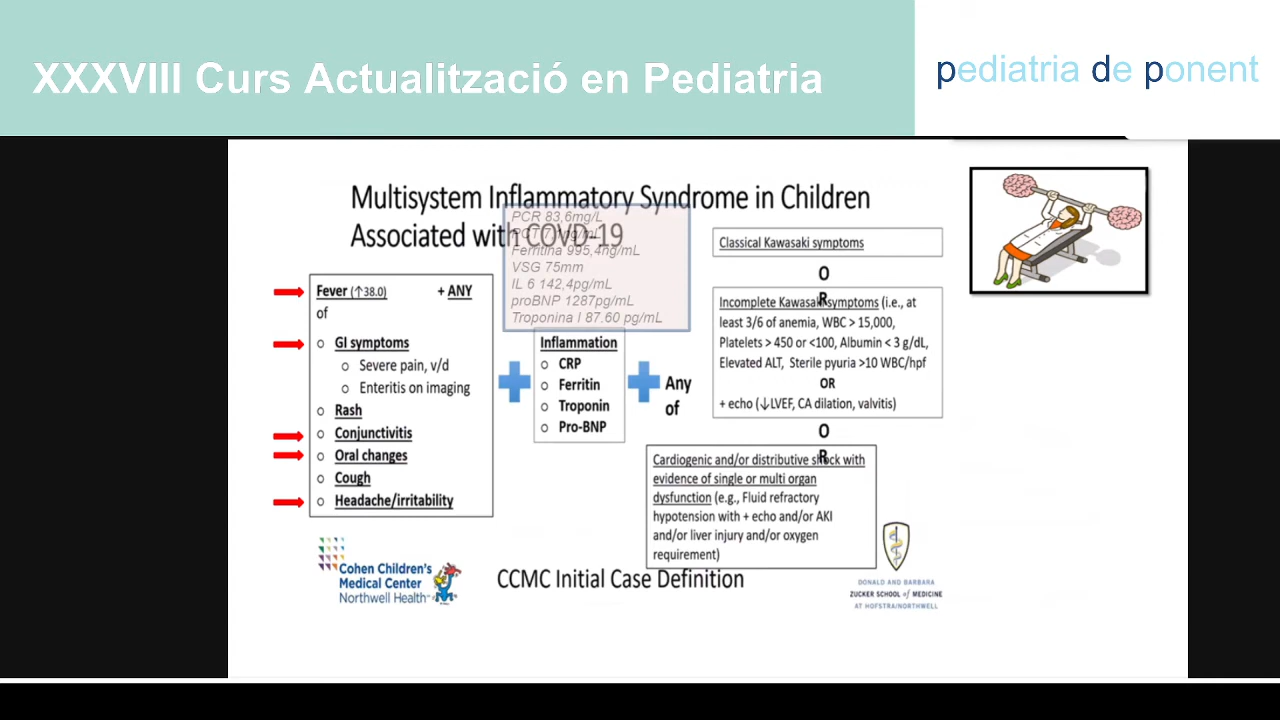 XXXVIII Curs Actualització en Pediatria
pediatria de ponent
Multisystem Inflammatory Syndrome in Children
Associated with COVD-19
PCR 83,6mg/L
Ferritina 995,4ng/mL
VSG 75mm
IL 6 142,4pg/mL
proBNP 1287pg/mL
Troponina I 87.60 pg/mL
Fever (↑38.0) + ANY
of
o GI symptoms
o Severe pain, v/d
o Enteritis on imaging
o Rash
o Conjunctivitis
o Oral changes
o Cough
o Headache/irritability
Inflammation
o CRP
o Ferritin
o Troponin
o Pro-BNP
Any
of
Classical Kawasaki symptoms
O
R
Incomplete Kawasaki symptoms (i.e., at
least 3/6 of anemia, WBC > 15,000,
Platelets > 450 or <100, Albumin < 3 g/dL,
Elevated ALT, Sterile pyuria >10 WBC/hpf
OR
+ echo (↓LVEF, CA dilation, valvitis)
O
R
Cardiogenic and/or distributive shock with
evidence of single or multi organ
dysfunction (e.g., Fluid refractory
hypotension with + echo and/or AKI
and/or liver injury and/or oxygen
requirement)
Cohen Children's
Medical Center
Northwell Health
CCMC Initial Case Definition
DONALD AND BARBARA
ZUCKER SCHOOL of MEDICINE
AT HOFSTRA/NORTHWELL